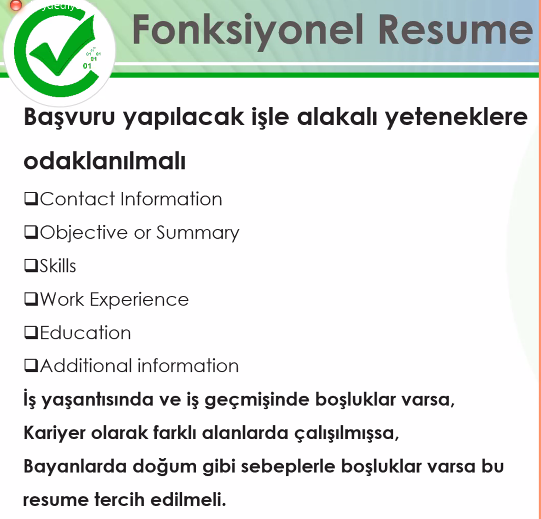 Fonksiyonel Resume
Başvuru yapılacak işle alakalı yeteneklere
odaklanılmalı
❑Contact Information
❑Objective or Summary
❑Skills
❑Work Experience
❑Education
❑Additional information
İş yaşantısında ve iş geçmişinde boşluklar varsa,
Kariyer olarak farklı alanlarda çalışılmışsa,
Bayanlarda doğum gibi sebeplerle boşluklar varsa bu
resume tercih edilmeli.